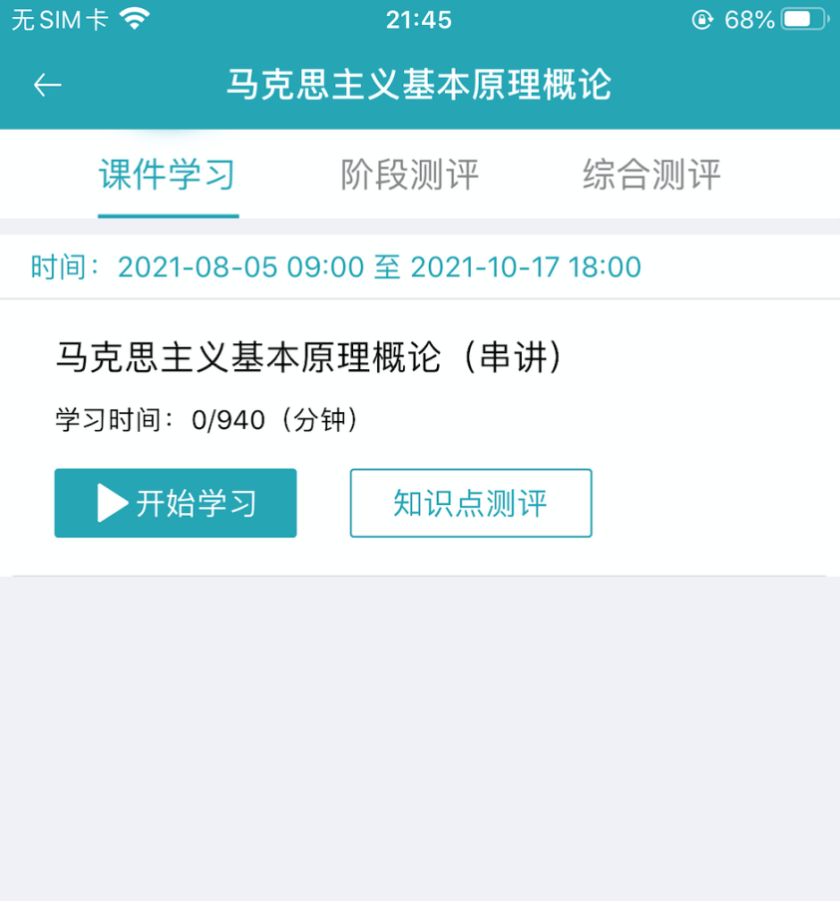 无SIM卡 21:45 68%
马克思主义基本原理概论
课件学习 阶段测评 综合测评
时间：2021-08-05 09:00 至 2021-10-17 18:00
马克思主义基本原理概论（串讲）
学习时间：0/940（分钟）
开始学习 知识点测评